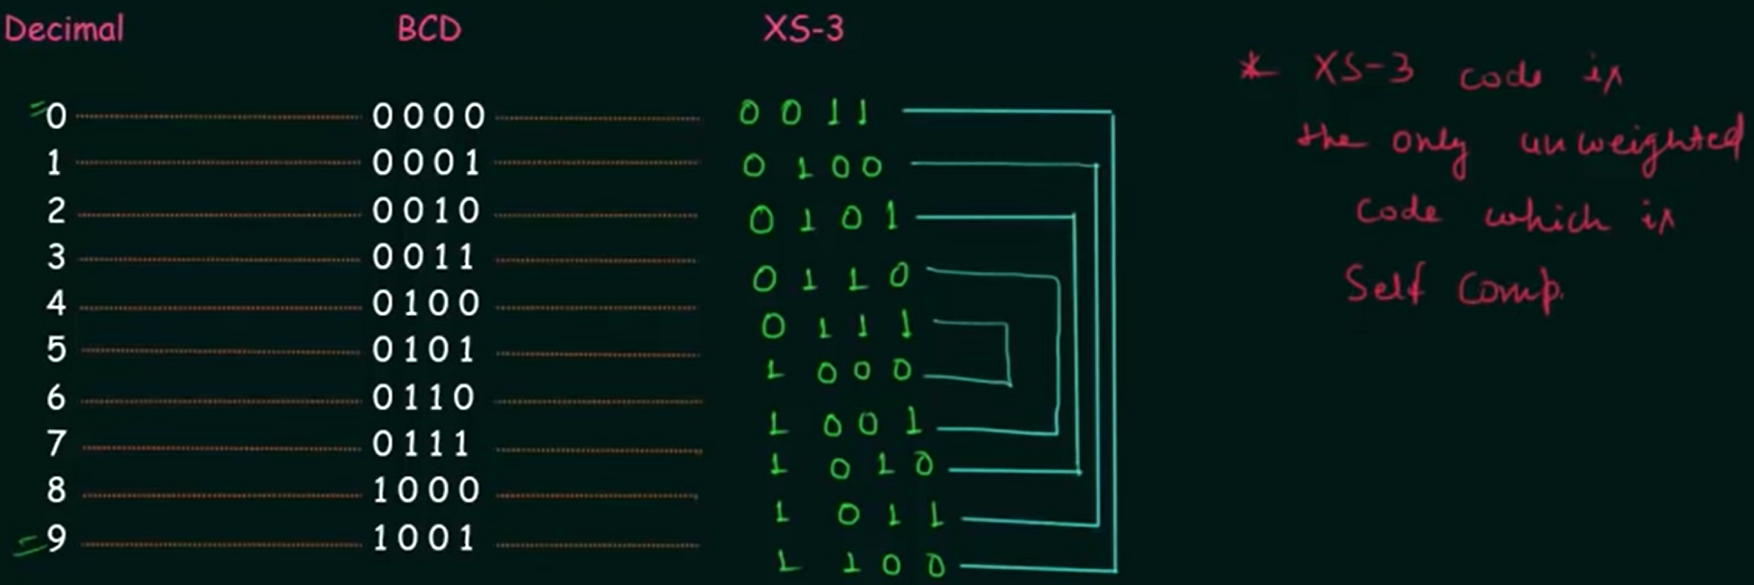 Decimal BCD XS-3
0 0000 0011
1 0001 0100
2 0010 0101
3 0011 0110
4 0100 0111
5 0101 1000
6 0110 1001
7 0111 1010
8 1000 1011
9 1001 1100
* XS-3 code is
the only unweighted
code which is
Self Comp.